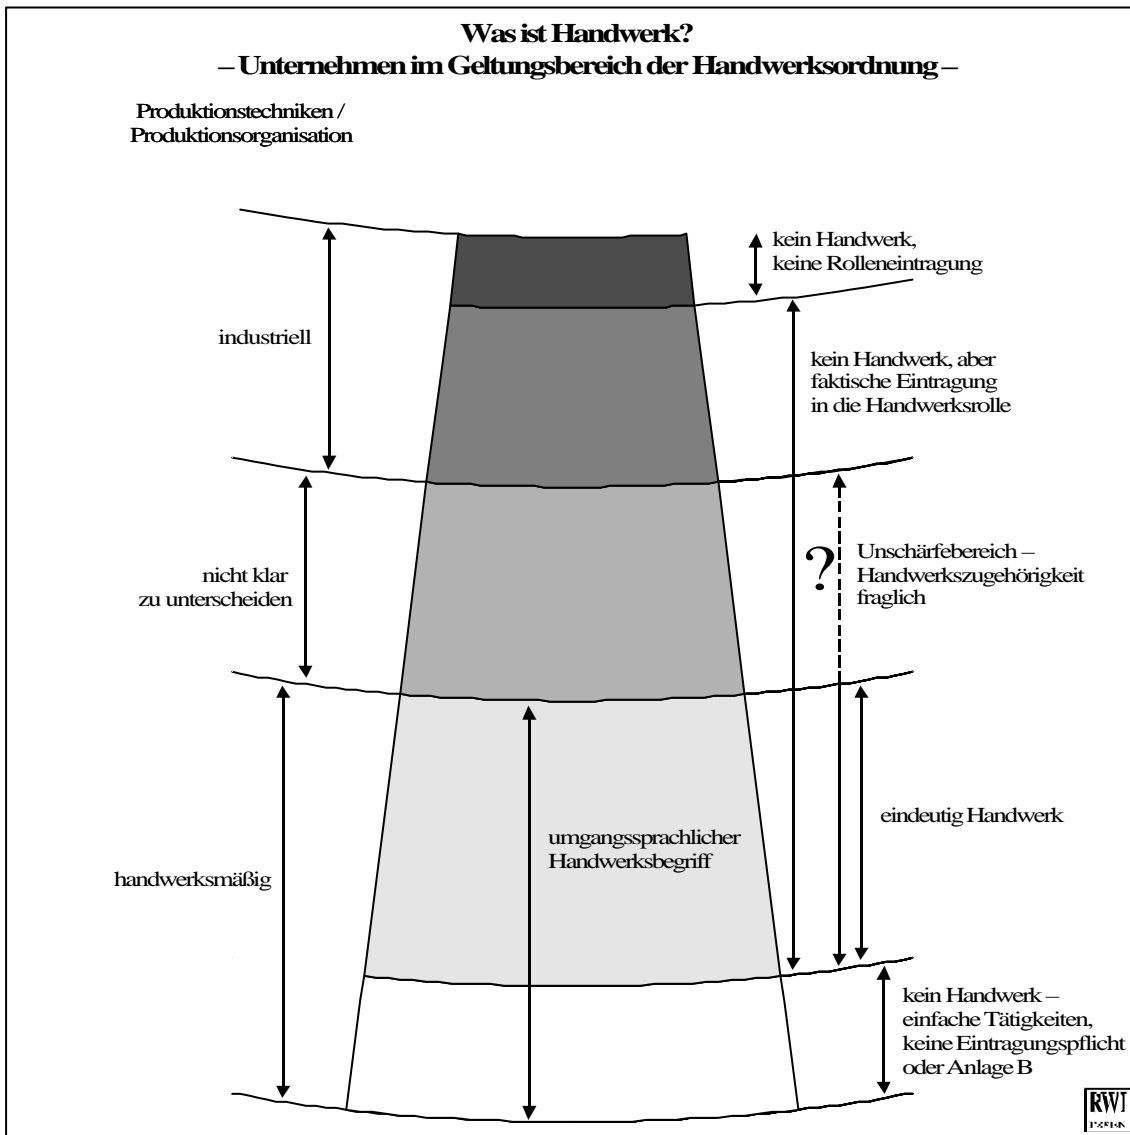 Was ist Handwerk?
– Unternehmen im Geltungsbereich der Handwerksordnung –
Produktionstechniken /
Produktionsorganisation
kein Handwerk,
keine Rolleneintragung
industriell
kein Handwerk, aber
faktische Eintragung
in die Handwerksrolle
nicht klar
zu unterscheiden
?
Unschärfebereich –
Handwerkszugehörigkeit
fraglich
eindeutig Handwerk
umgangssprachlicher
Handwerksbegriff
handwerksmäßig
kein Handwerk –
einfache Tätigkeiten,
keine Eintragungspflicht
oder Anlage B
RWI